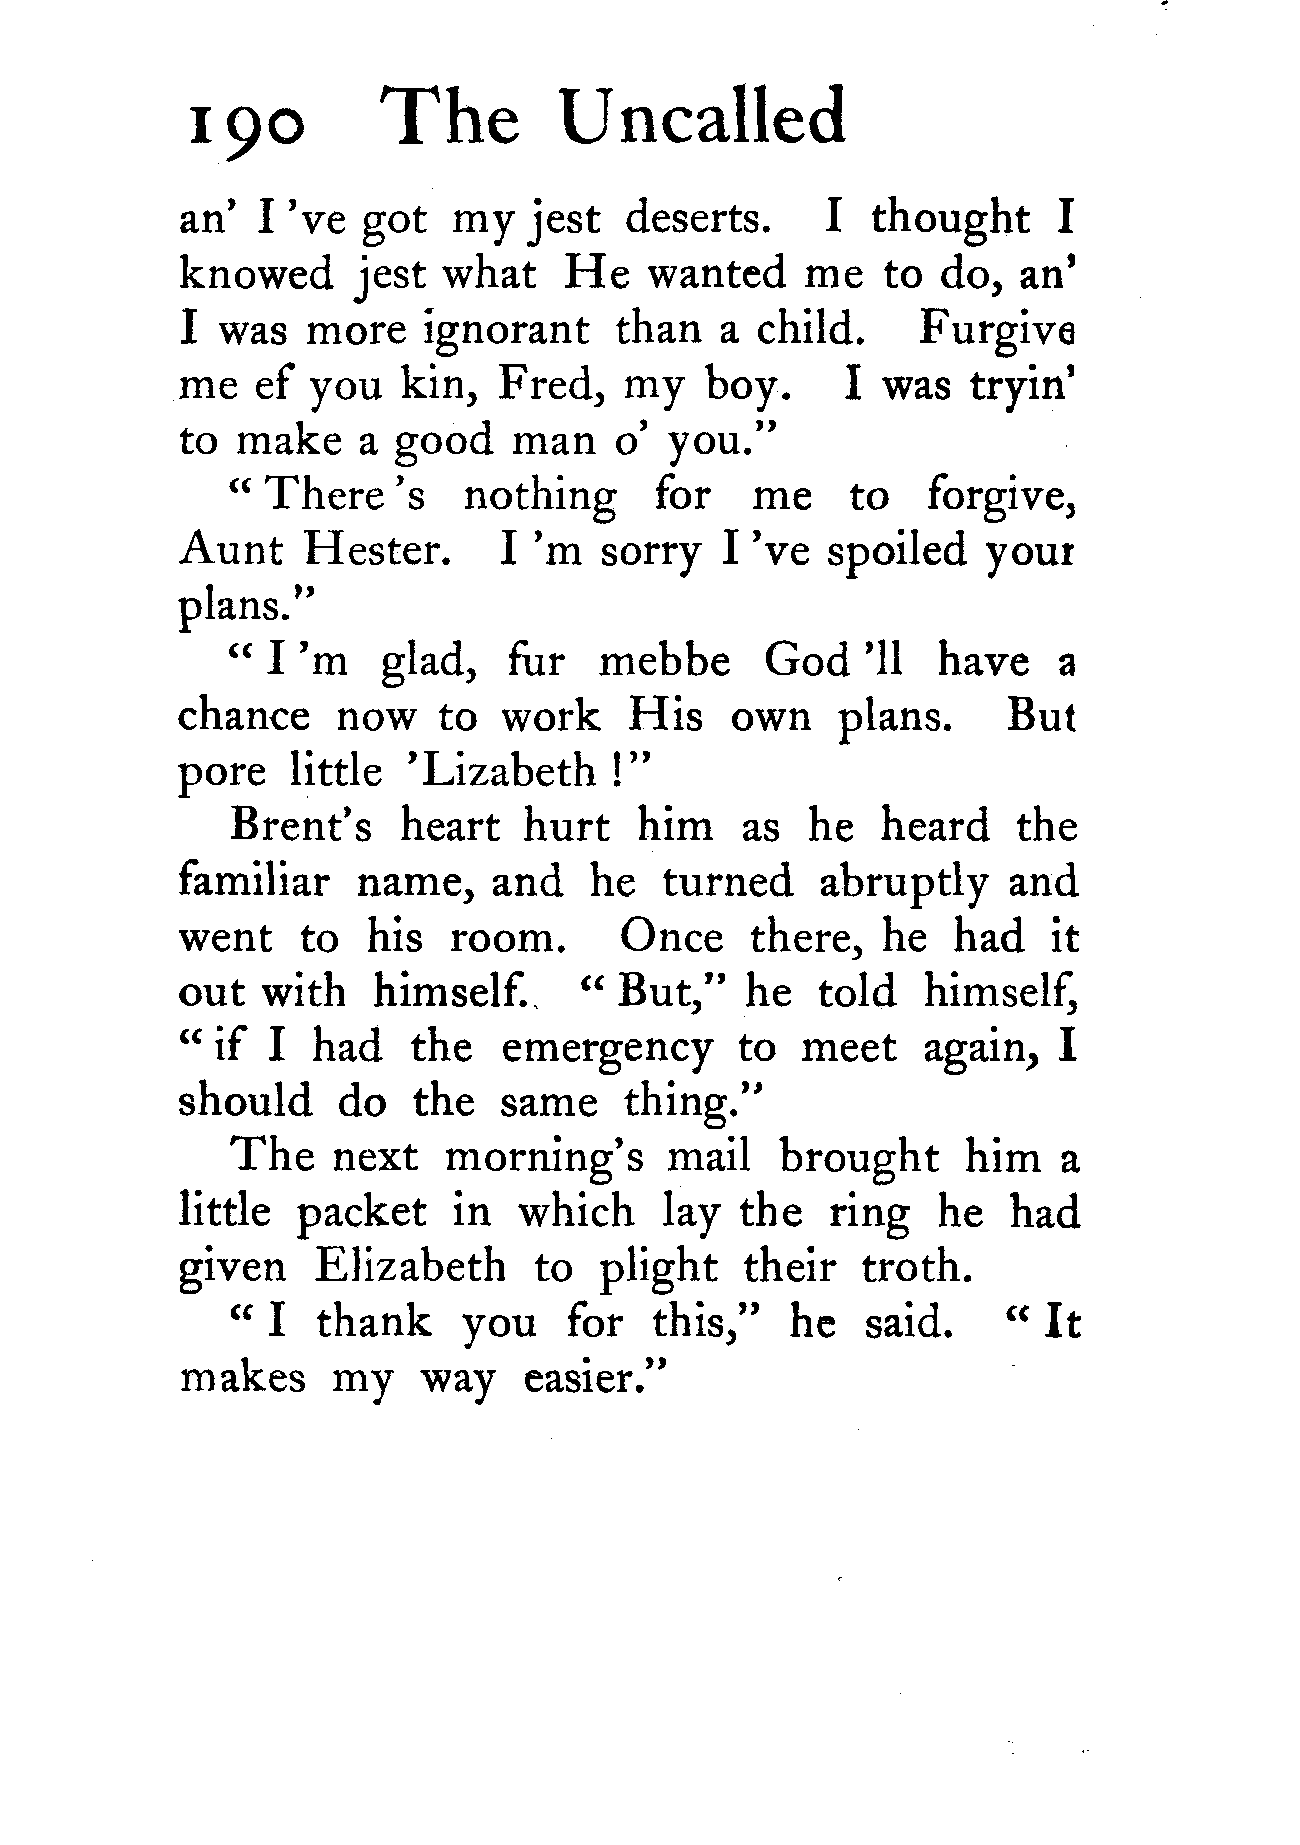 190 The Uncalled
an' I 've got my jest deserts. I thought I
knowed jest what He wanted me to do, an'
I was more ignorant than a child. Furgive
me ef you kin, Fred, my boy. I was tryin'
to make a good man o' you."
" There 's nothing for me to forgive,
Aunt Hester. I 'm sorry I 've spoiled your
plans."
" I 'm glad, fur mebbe God 'll have a
chance now to work His own plans. But
pore little 'Lizabeth !"
Brent's heart hurt him as he heard the
familiar name, and he turned abruptly and
went to his room. Once there, he had it
out with himself. " But," he told himself,
" if I had the emergency to meet again, I
should do the same thing."
The next morning's mail brought him a
little packet in which lay the ring he had
given Elizabeth to plight their troth.
" I thank you for this," he said. " It
makes my way easier."